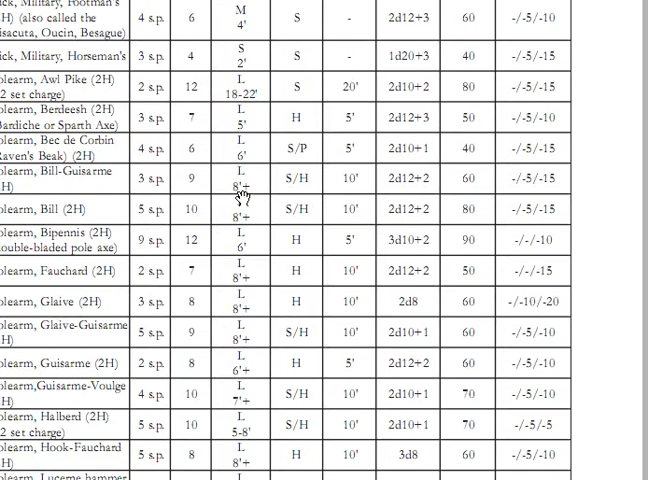 ick, Military, Footman's
H) (also called the
isacuta, Oucin, Besague) 4 s.p. 6 M 4' S - 2d12+3 60 -/-5/-10
ick, Military, Horseman's 3 s.p. 4 S 2' S - 1d20+3 40 -/-5/-15
olearm, Awl Pike (2H)
2 set charge) 2 s.p. 12 L 18-22' S 20' 2d10+2 80 -/-5/-15
olearm, Berdeesh (2H)
Bardiche or Sparth Axe) 3 s.p. 7 L 5' H 5' 2d12+3 50 -/-5/-10
olearm, Bec de Corbin
Raven's Beak) (2H) 4 s.p. 6 L 6' S/P 5' 2d10+1 40 -/-5/-15
olearm, Bill-Guisarme
H) 3 s.p. 9 L 8'+ S/H 10' 2d12+2 60 -/-5/-15
olearm, Bill (2H) 5 s.p. 10 8'+ S/H 10' 2d12+2 80 -/-5/-15
olearm, Bipennis (2H)
ouble-bladed pole axe) 9 s.p. 12 L 6' H 5' 3d10+2 90 -/-/-10
olearm, Fauchard (2H) 2 s.p. 7 L 8'+ H 10' 2d12+2 50 -/-/-15
olearm, Glaive (2H) 3 s.p. 8 L 8'+ H 10' 2d8 60 -/-10/-20
olearm, Glaive-Guisarme
H) 5 s.p. 9 L 8'+ S/H 10' 2d10+1 60 -/-5/-10
olearm, Guisarme (2H) 2 s.p. 8 L 6'+ H 5' 2d12+2 60 -/-5/-10
olearm,Guisarme-Voulge
H) 4 s.p. 10 L 7'+ S/H 10' 2d10+1 70 -/-5/-10
olearm, Halberd (2H)
2 set charge) 5 s.p. 10 L 5-8' S/H 10' 2d10+1 70 -/-5/-5
olearm, Hook-Fauchard
H) 5 s.p. 8 L 8'+ H 10' 3d8 60 -/-5/-10
olearm, Lucerne hammer L